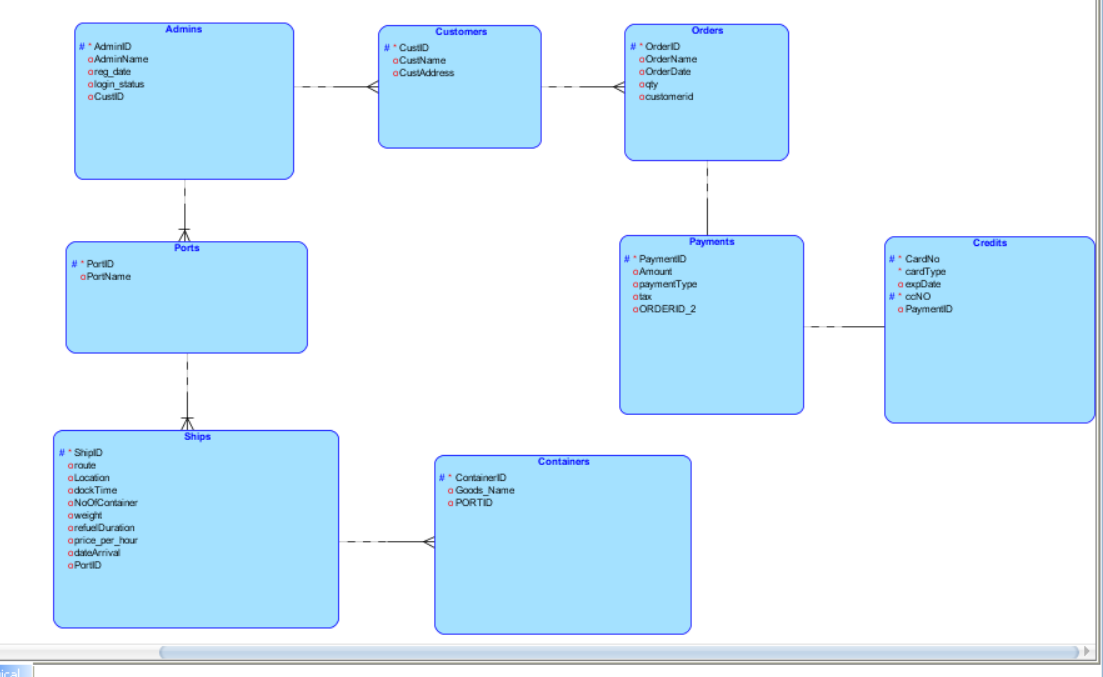 Admins
# * AdminID
o AdminName
o reg_date
o login_status
o CustID
Customers
# * CustID
o CustName
o CustAddress
Orders
# * OrderID
o OrderName
o OrderDate
o qty
o customerid
Ports
# * PortID
o PortName
Payments
# * PaymentID
o Amount
o paymentType
o tax
o ORDERID_2
Credits
# * CardNo
* cardType
o expDate
# * ccNO
o PaymentID
Ships
# * ShipID
o route
o Location
o dockTime
o NoOfContainer
o weight
o refuelDuration
o price_per_hour
o dateArrival
o PortID
Containers
# * ContainerID
o Goods_Name
o PORTID
ical